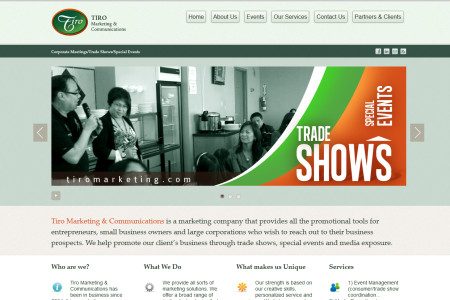 Tiro
TIRO
Marketing &
Communications
Home
About Us
Events
Our Services
Contact Us
Partners & Clients
Corporate Meetings/Trade Shows/Special Events
TRADE
SHOWS
SPECIAL
EVENTS
tiromarketing.com
Tiro Marketing & Communications is a marketing company that provides all the promotional tools for
entrepreneurs, small business owners and large corporations who wish to reach out to their business
prospects. We help promote our client's business through trade shows, special events and media exposure.
Who are we?
Tiro Marketing &
Communications has
been in business since
What We Do
We provide all sorts of
marketing solutions. We
offer a broad range of
What makes us Unique
Our strength is based on
our creative skills,
personalized service and
Services
1) Event Management
(consumer/trade show
coordination...